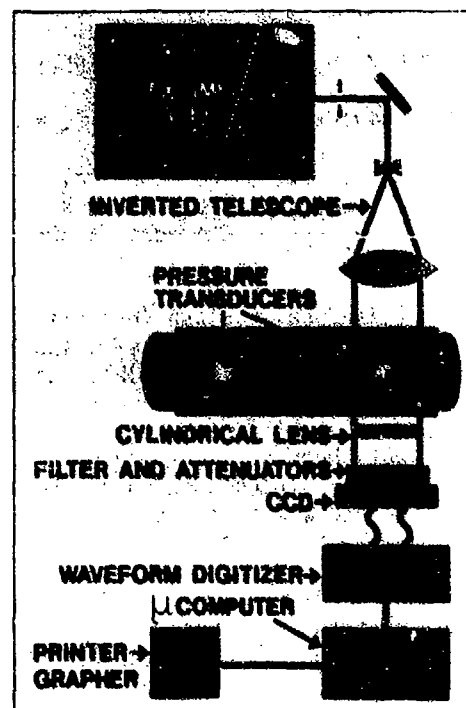 INVERTED TELESCOPE
PRESSURE
TRANSDUCERS
CYLINDRICAL LENS
FILTER AND ATTENUATORS
CCD
WAVEFORM DIGITIZER
μ COMPUTER
PRINTER
GRAPHER